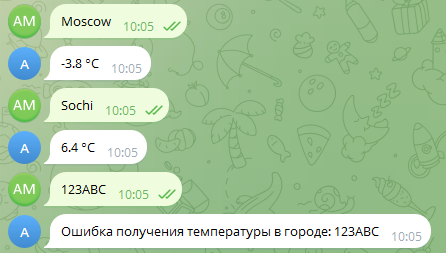 AM Moscow 10:05
A -3.8 °C 10:05
AM Sochi 10:05
A 6.4 °C 10:05
AM 123ABC 10:05
A Ошибка получения температуры в городе: 123ABC 10:05